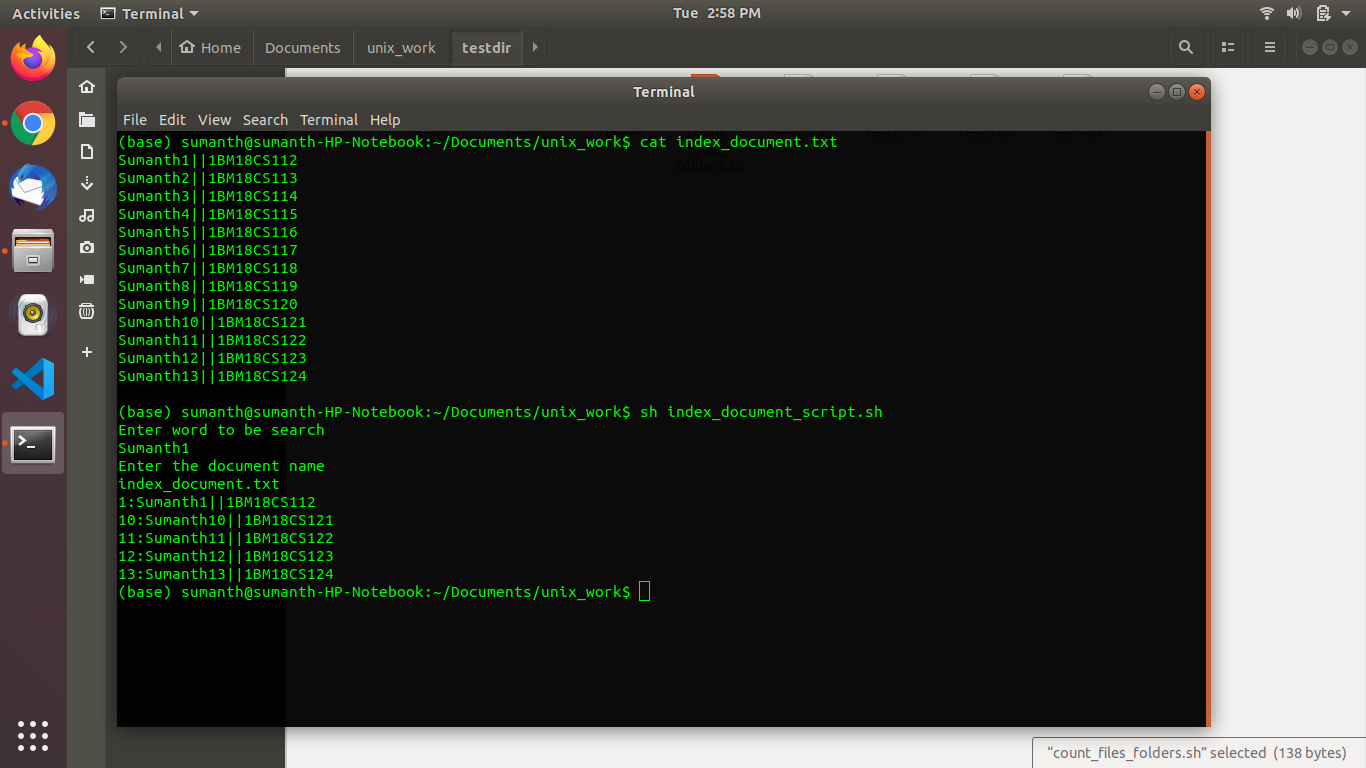 Activities
Terminal
Tue 2:58 PM
Home
Documents
unix_work
testdir
Terminal
File Edit View Search Terminal Help
(base) sumanth@sumanth-HP-Notebook:~/Documents/unix_work$ cat index_document.txt
Sumanth1||1BM18CS112
Sumanth2||1BM18CS113
Sumanth3||1BM18CS114
Sumanth4||1BM18CS115
Sumanth5||1BM18CS116
Sumanth6||1BM18CS117
Sumanth7||1BM18CS118
Sumanth8||1BM18CS119
Sumanth9||1BM18CS120
Sumanth10||1BM18CS121
Sumanth11||1BM18CS122
Sumanth12||1BM18CS123
Sumanth13||1BM18CS124
(base) sumanth@sumanth-HP-Notebook:~/Documents/unix_work$ sh index_document_script.sh
Enter word to be search
Sumanth1
Enter the document name
index_document.txt
1:Sumanth1||1BM18CS112
10:Sumanth10||1BM18CS121
11:Sumanth11||1BM18CS122
12:Sumanth12||1BM18CS123
13:Sumanth13||1BM18CS124
(base) sumanth@sumanth-HP-Notebook:~/Documents/unix_work$
“count_files_folders.sh” selected (138 bytes)